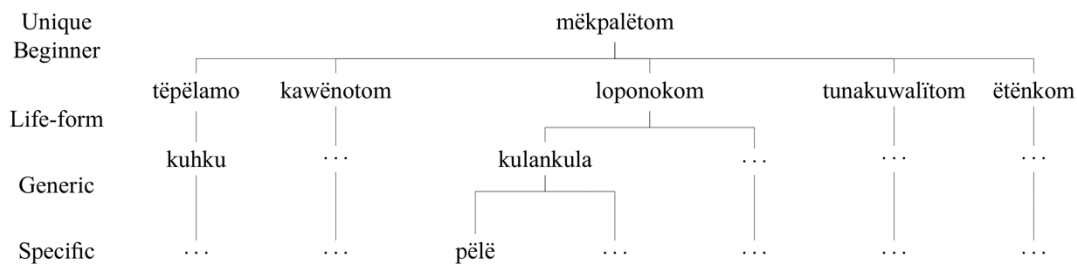 Unique
Beginner
mëkpalëtom
tëpëlamo kawënotom loponokom tunakuwalïtom ëtënkom
Life-form
kuhku ... kulankula ... ... ...
Generic
Specific ... ... pëlë ... ... ... ...